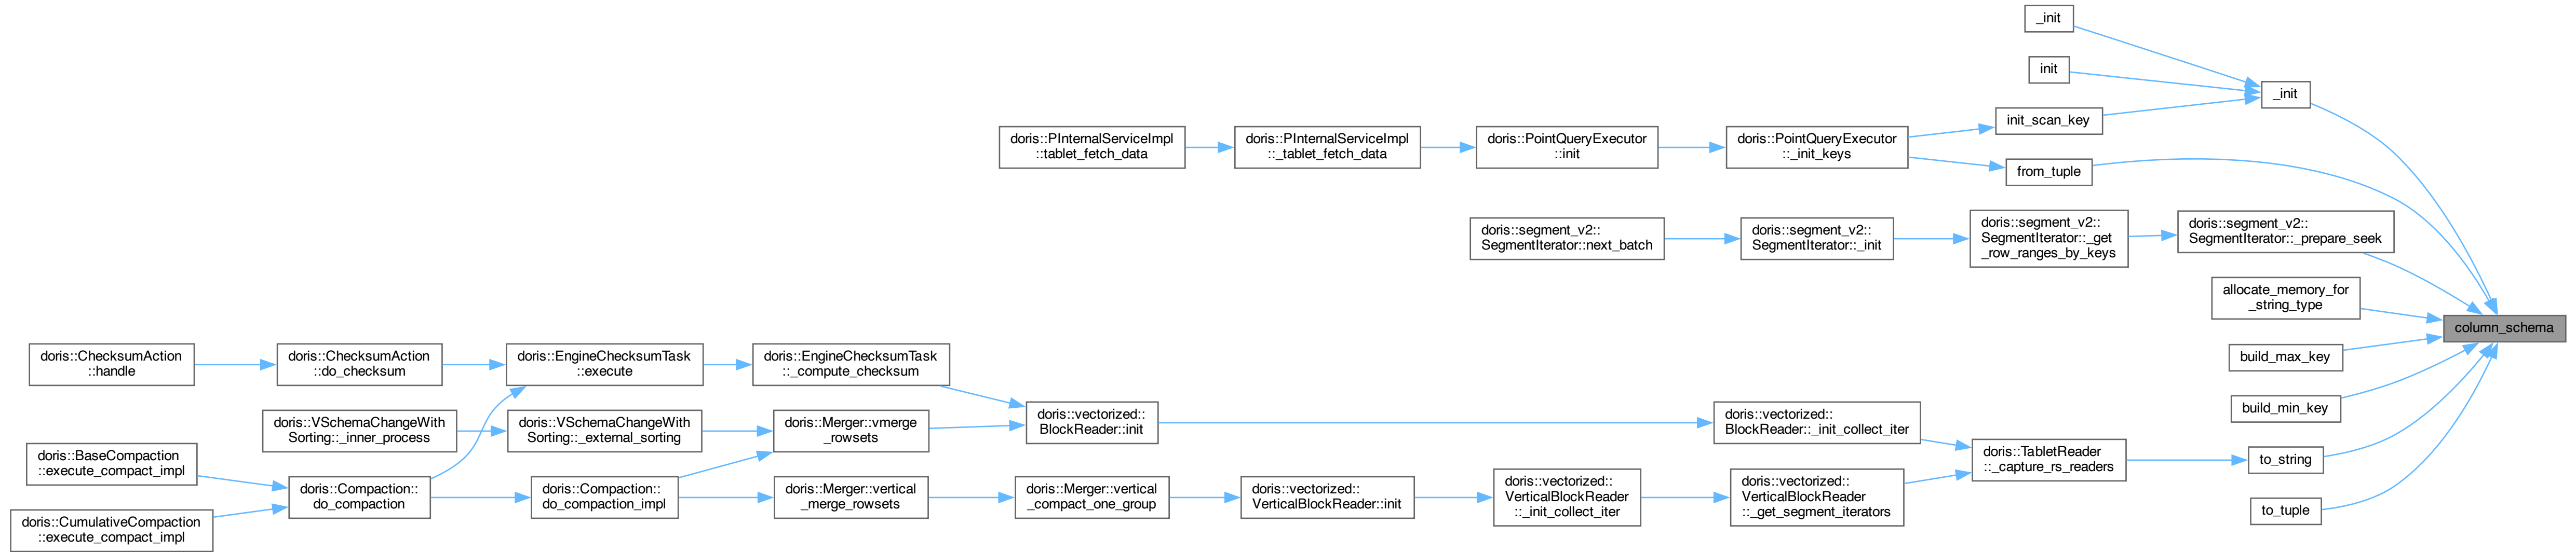 _init
init
_init
init_scan_key
doris::PInternalServiceImpl
::tablet_fetch_data
doris::PInternalServiceImpl
::_tablet_fetch_data
doris::PointQueryExecutor
::init
doris::PointQueryExecutor
::_init_keys
from_tuple
doris::segment_v2::
SegmentIterator::next_batch
doris::segment_v2::
SegmentIterator::_init
doris::segment_v2::
SegmentIterator::_get
_row_ranges_by_keys
doris::segment_v2::
SegmentIterator::_prepare_seek
allocate_memory_for
_string_type
column_schema
build_max_key
doris::ChecksumAction
::handle
doris::ChecksumAction
::do_checksum
doris::EngineChecksumTask
::execute
doris::EngineChecksumTask
::_compute_checksum
build_min_key
doris::VSchemaChangeWith
Sorting::_inner_process
doris::VSchemaChangeWith
Sorting::_external_sorting
doris::Merger::vmerge
_rowsets
doris::vectorized::
BlockReader::init
doris::vectorized::
BlockReader::_init_collect_iter
doris::TabletReader
::_capture_rs_readers
to_string
doris::BaseCompaction
::execute_compact_impl
doris::Compaction::
do_compaction
doris::Compaction::
do_compaction_impl
doris::Merger::vertical
_merge_rowsets
doris::Merger::vertical
_compact_one_group
doris::vectorized::
VerticalBlockReader::init
doris::vectorized::
VerticalBlockReader
::_init_collect_iter
doris::vectorized::
VerticalBlockReader
::_get_segment_iterators
to_tuple
doris::CumulativeCompaction
::execute_compact_impl